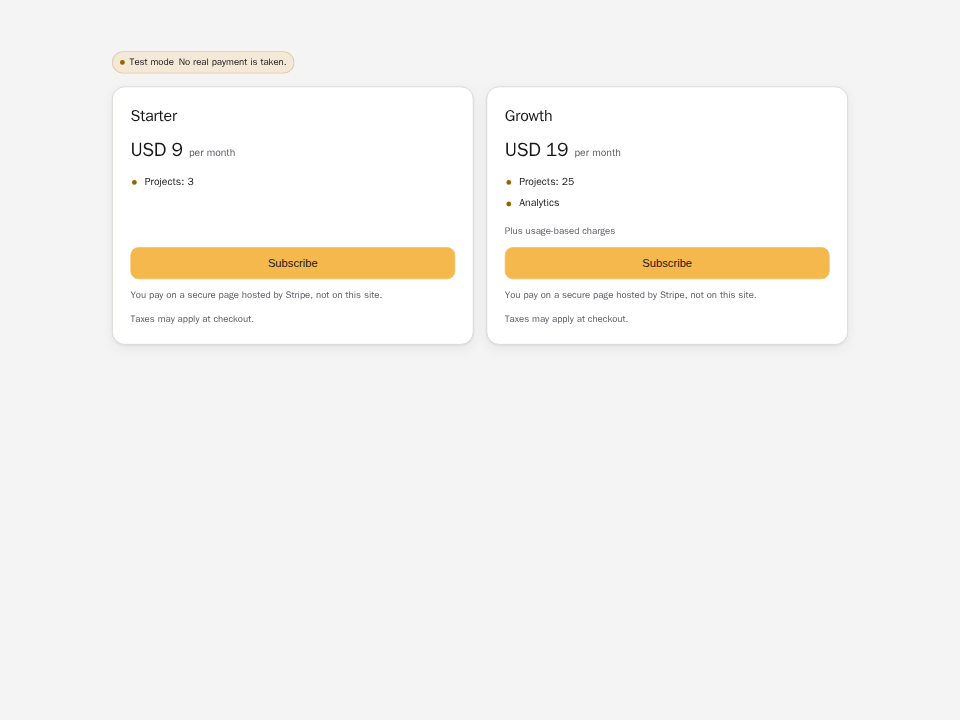 Test mode No real payment is taken.
Starter
USD 9 per month
Projects: 3
Subscribe
You pay on a secure page hosted by Stripe, not on this site.
Taxes may apply at checkout.
Growth
USD 19 per month
Projects: 25
Analytics
Plus usage-based charges
Subscribe
You pay on a secure page hosted by Stripe, not on this site.
Taxes may apply at checkout.